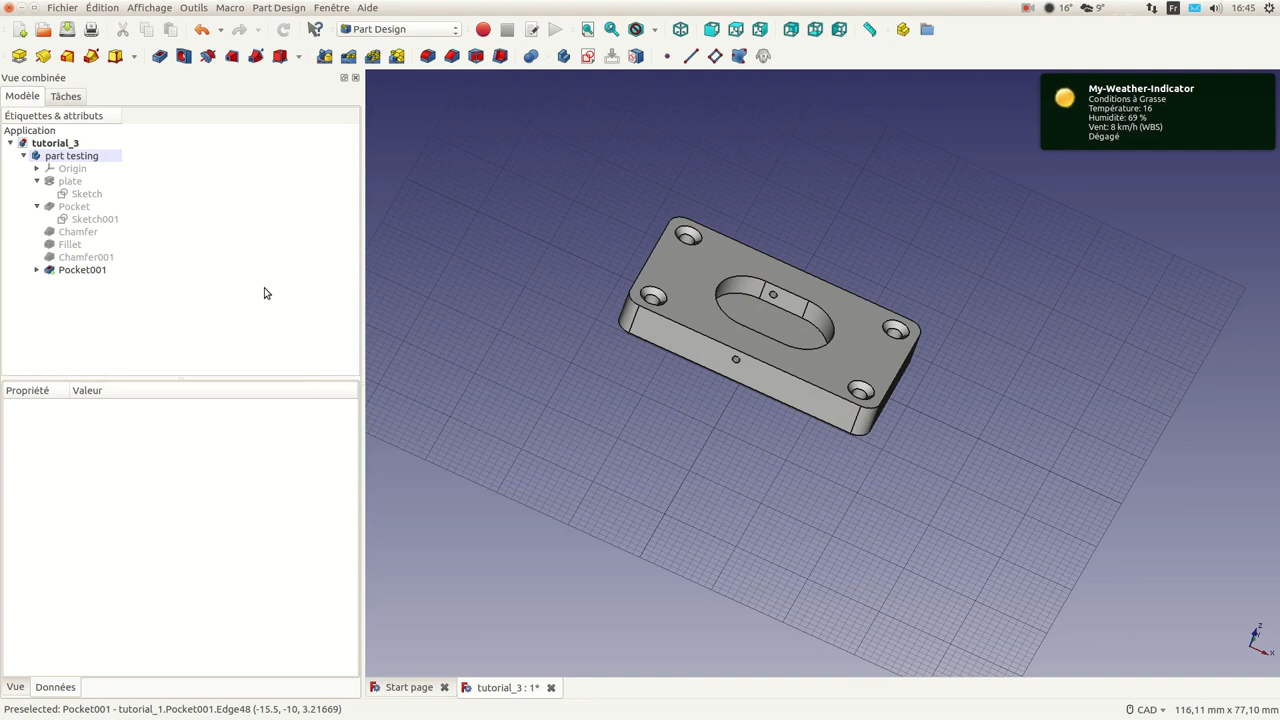 Fichier Édition Affichage Outils Macro Part Design Fenêtre Aide
16° 9° Fr 16:45
Part Design
Vue combinée
Modèle Tâches
Étiquettes & attributs
Application
tutorial_3
part testing
Origin
plate
Sketch
Pocket
Sketch001
Chamfer
Fillet
Chamfer001
Pocket001
My-Weather-Indicator
Conditions à Grasse
Température: 16
Humidité: 69 %
Vent: 8 km/h (WBS)
Dégagé
Propriété Valeur
Z
Y
X
Vue Données
Start page tutorial_3 : 1*
Preselected: Pocket001 - tutorial_1.Pocket001.Edge48 (-15.5, -10, 3.21669)
CAD 116,11 mm x 77,10 mm